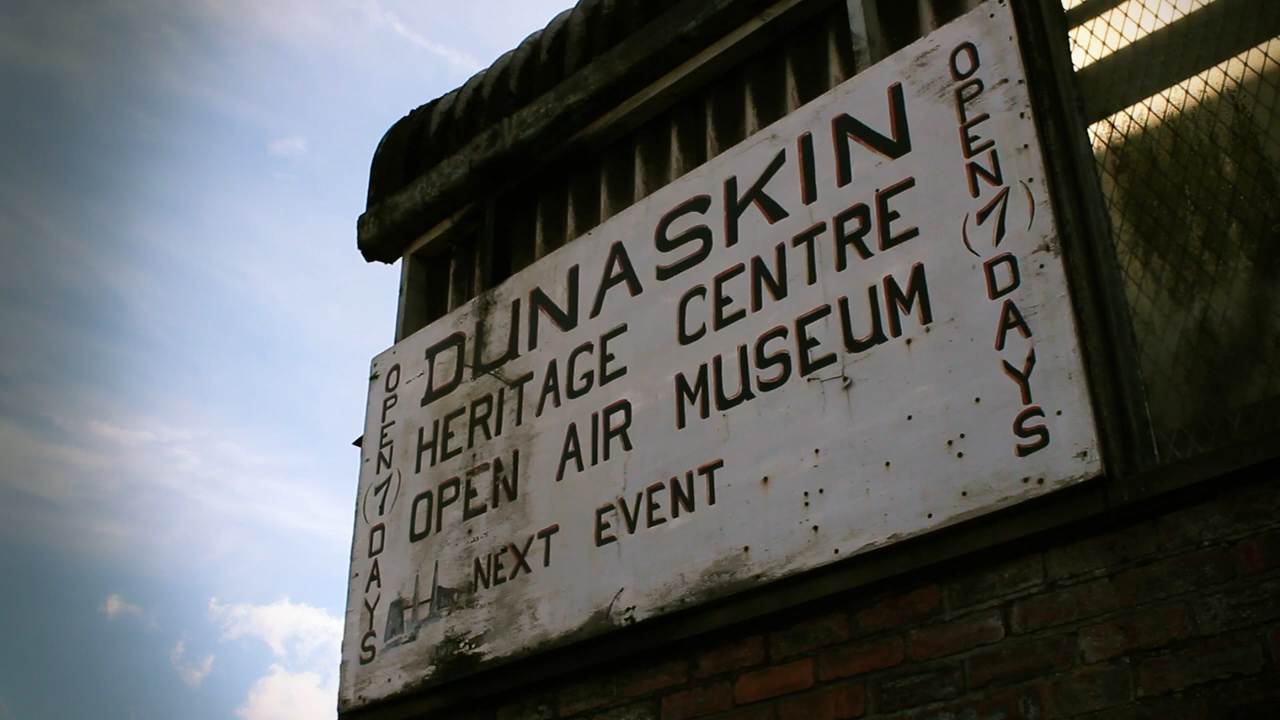 DUNASKIN
HERITAGE CENTRE
OPEN AIR MUSEUM
NEXT EVENT
OPEN (7) DAYS
OPEN (7) DAYS